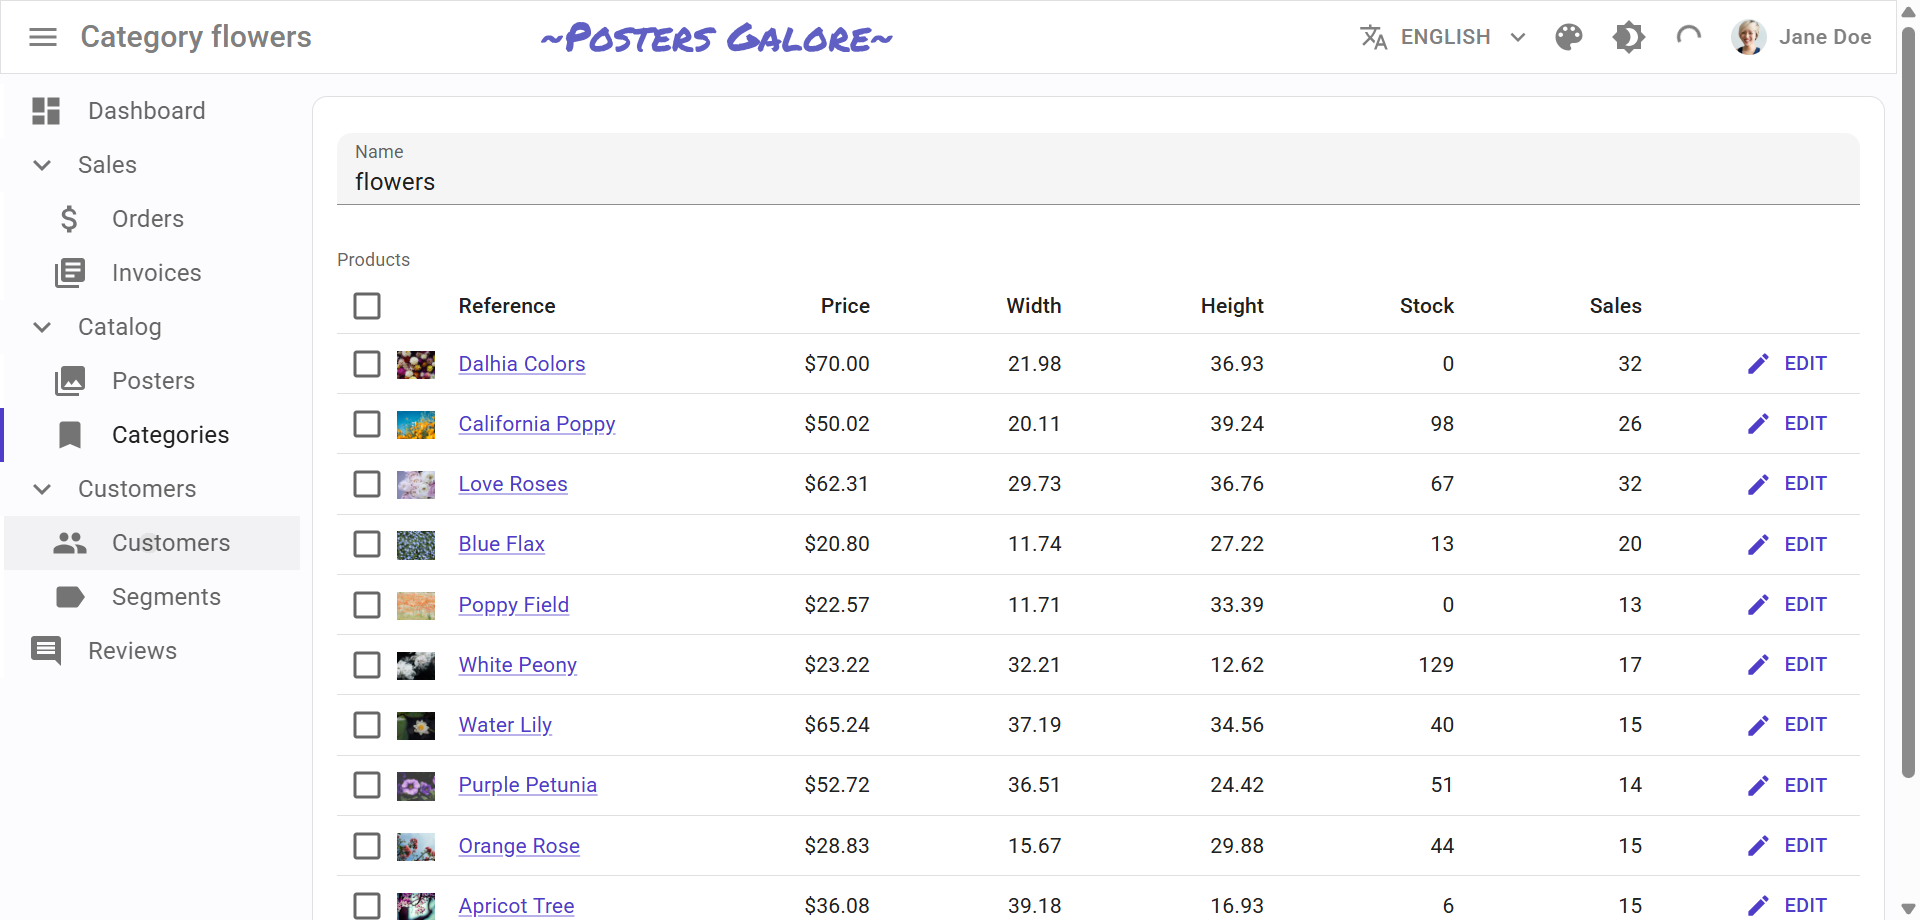 Category flowers
~Posters Galore~
ENGLISH
Jane Doe
Dashboard
Sales
Orders
Invoices
Catalog
Posters
Categories
Customers
Customers
Segments
Reviews
Name
flowers
Products
Reference Price Width Height Stock Sales
Dalhia Colors $70.00 21.98 36.93 0 32 EDIT
California Poppy $50.02 20.11 39.24 98 26 EDIT
Love Roses $62.31 29.73 36.76 67 32 EDIT
Blue Flax $20.80 11.74 27.22 13 20 EDIT
Poppy Field $22.57 11.71 33.39 0 13 EDIT
White Peony $23.22 32.21 12.62 129 17 EDIT
Water Lily $65.24 37.19 34.56 40 15 EDIT
Purple Petunia $52.72 36.51 24.42 51 14 EDIT
Orange Rose $28.83 15.67 29.88 44 15 EDIT
Apricot Tree $36.08 39.18 16.93 6 15 EDIT